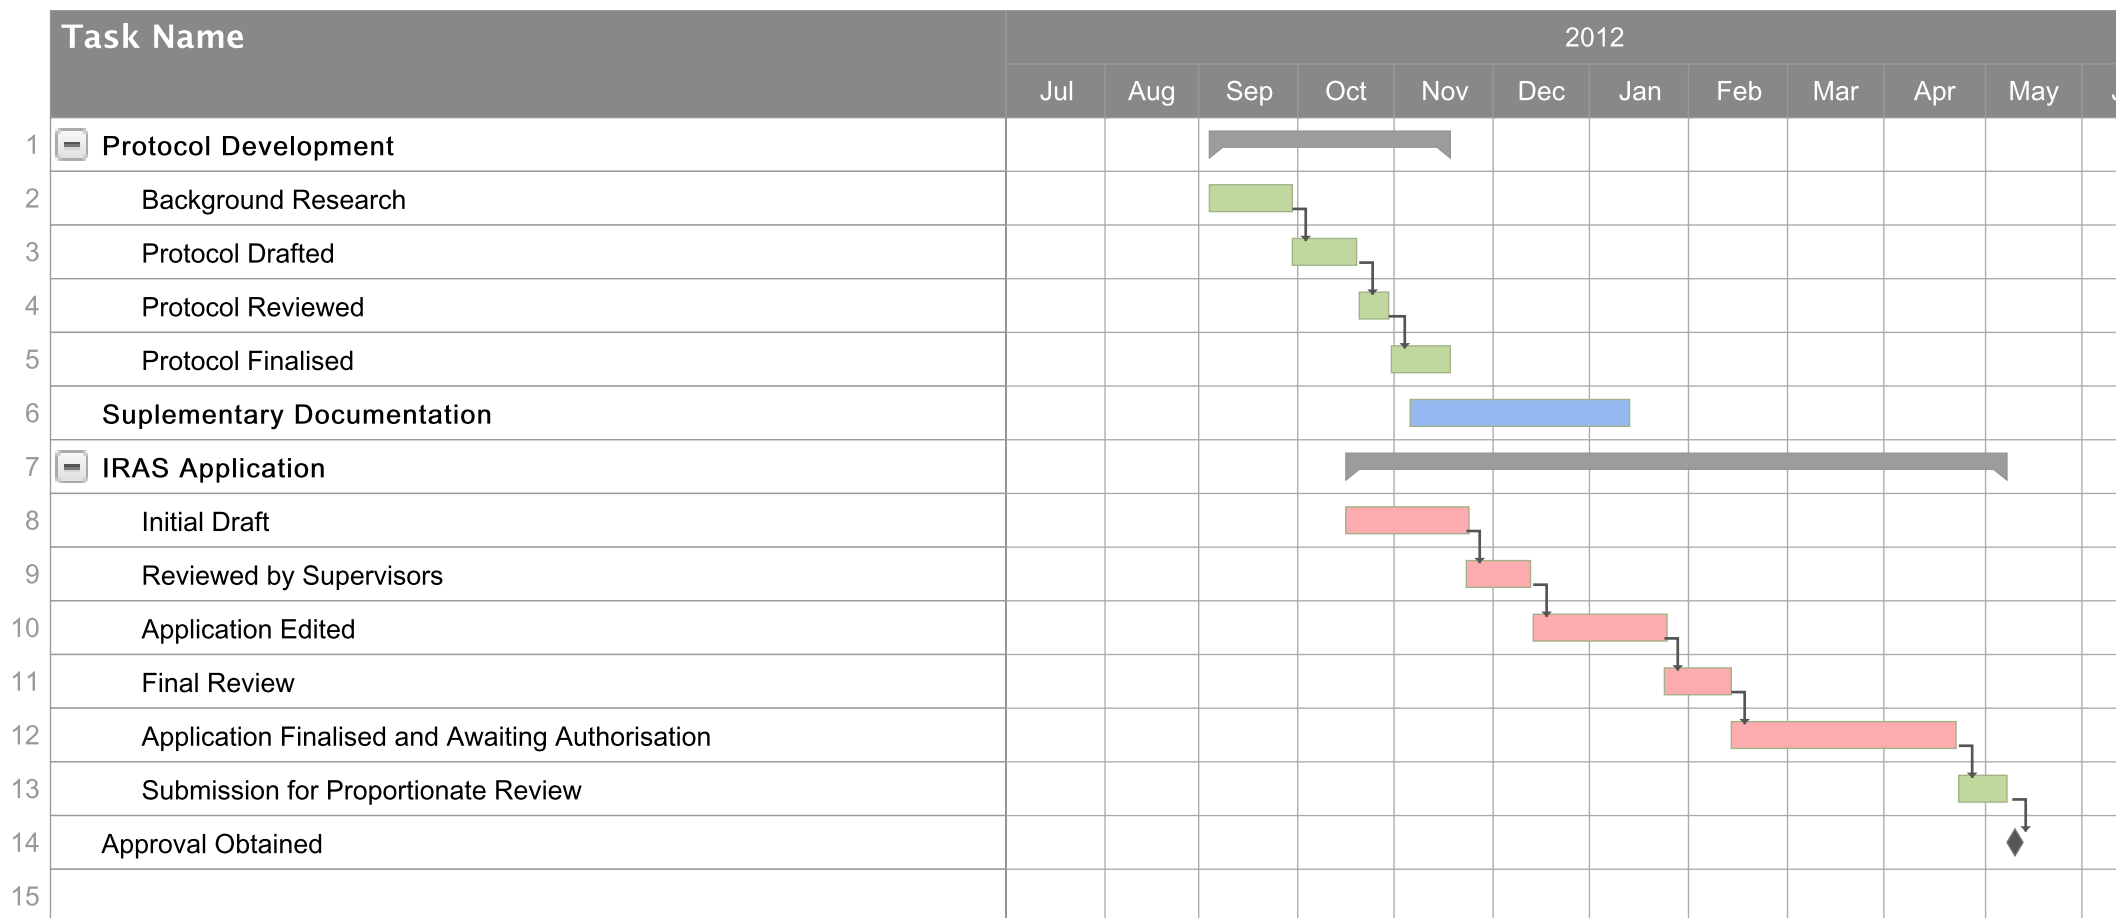 Task Name
2012
Jul Aug Sep Oct Nov Dec Jan Feb Mar Apr May
1 Protocol Development
2 Background Research
3 Protocol Drafted
4 Protocol Reviewed
5 Protocol Finalised
6 Suplementary Documentation
7 IRAS Application
8 Initial Draft
9 Reviewed by Supervisors
10 Application Edited
11 Final Review
12 Application Finalised and Awaiting Authorisation
13 Submission for Proportionate Review
14 Approval Obtained
15